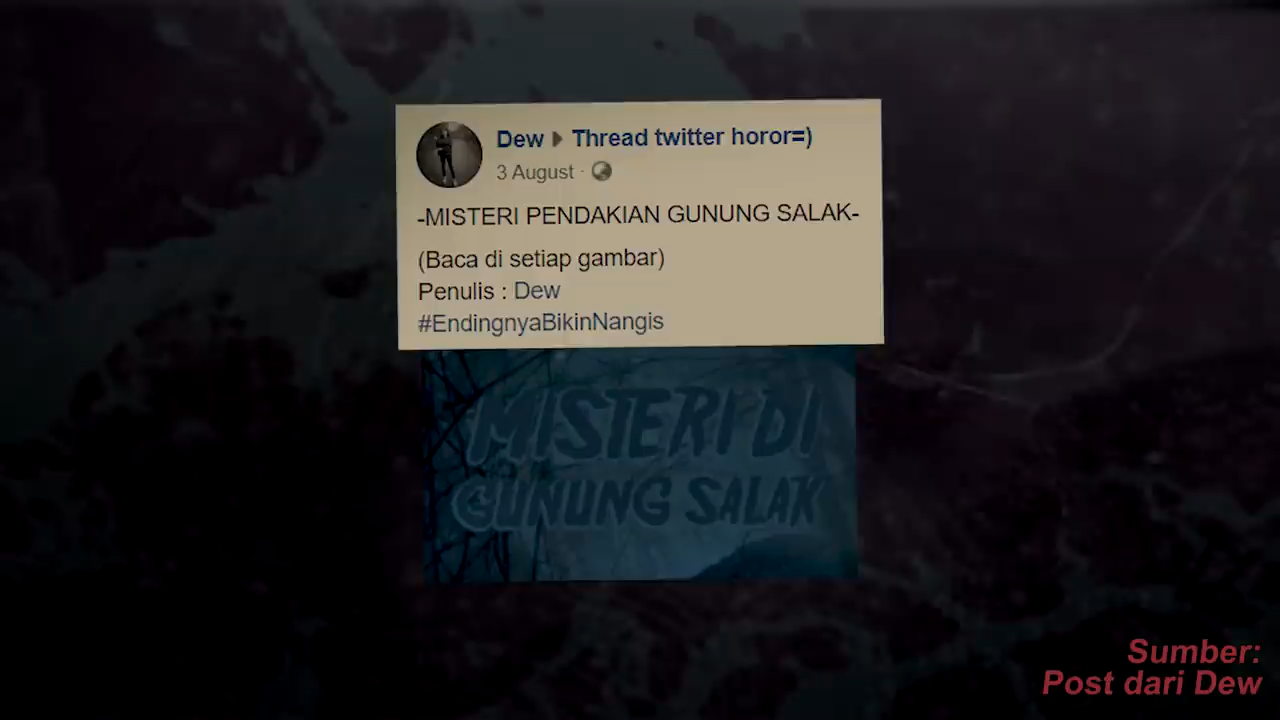 Dew ▶ Thread twitter horor=)
3 August ·
-MISTERI PENDAKIAN GUNUNG SALAK-
(Baca di setiap gambar)
Penulis : Dew
#EndingnyaBikinNangis
MISTERI DI
GUNUNG SALAK
Sumber:
Post dari Dew